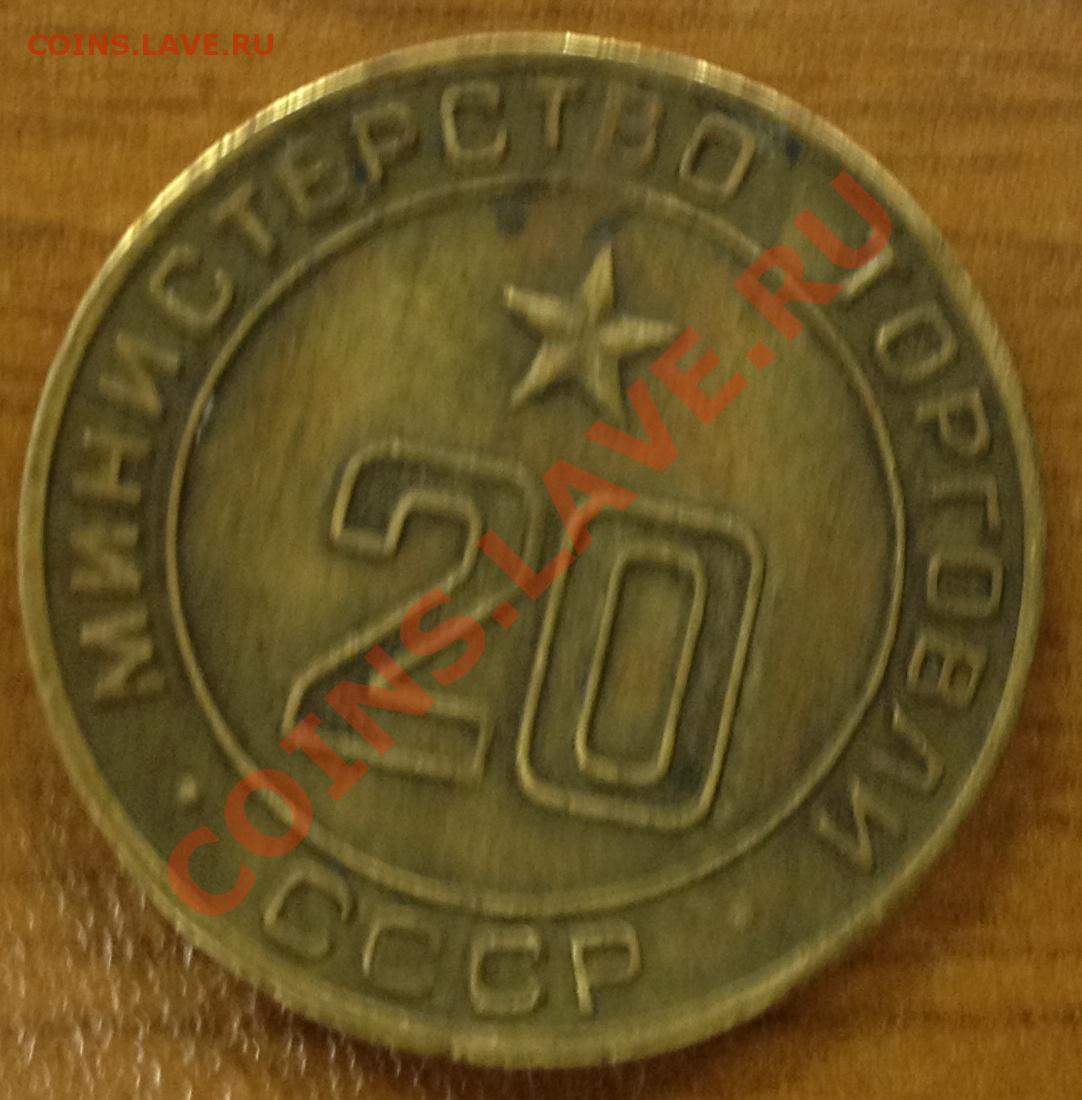 COINS.LAVE.RU
МИНИСТЕРСТВО ТОРГОВЛИ
20
· СССР ·
COINS.LAVE.RU